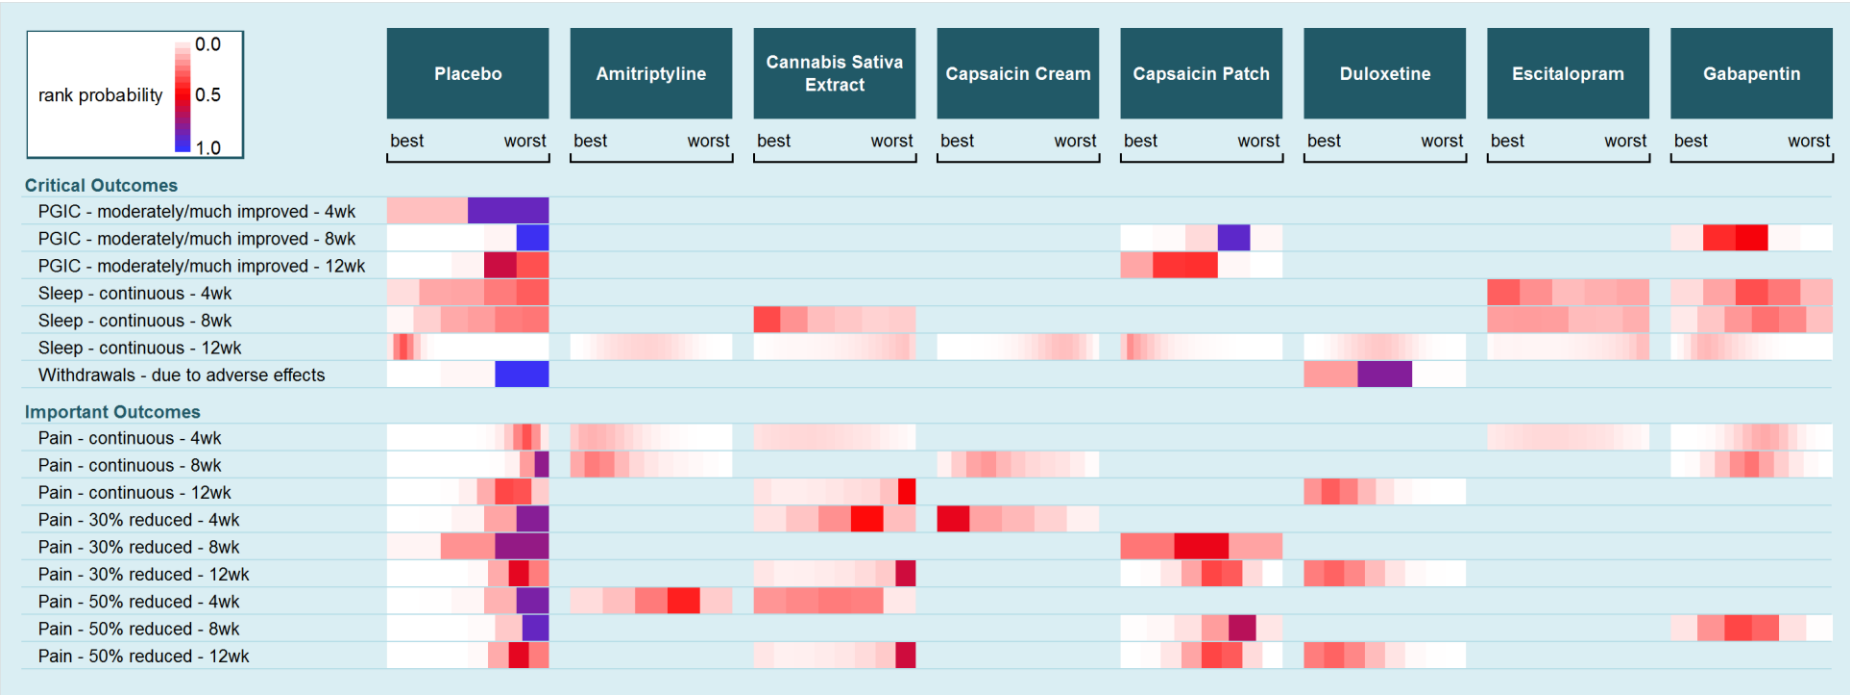 rank probability
0.0
0.5
1.0
Placebo
Amitriptyline
Cannabis Sativa
Extract
Capsaicin Cream
Capsaicin Patch
Duloxetine
Escitalopram
Gabapentin
best worst best worst best worst best worst best worst best worst best worst best worst
Critical Outcomes
PGIC - moderately/much improved - 4wk
PGIC - moderately/much improved - 8wk
PGIC - moderately/much improved - 12wk
Sleep - continuous - 4wk
Sleep - continuous - 8wk
Sleep - continuous - 12wk
Withdrawals - due to adverse effects
Important Outcomes
Pain - continuous - 4wk
Pain - continuous - 8wk
Pain - continuous - 12wk
Pain - 30% reduced - 4wk
Pain - 30% reduced - 8wk
Pain - 30% reduced - 12wk
Pain - 50% reduced - 4wk
Pain - 50% reduced - 8wk
Pain - 50% reduced - 12wk